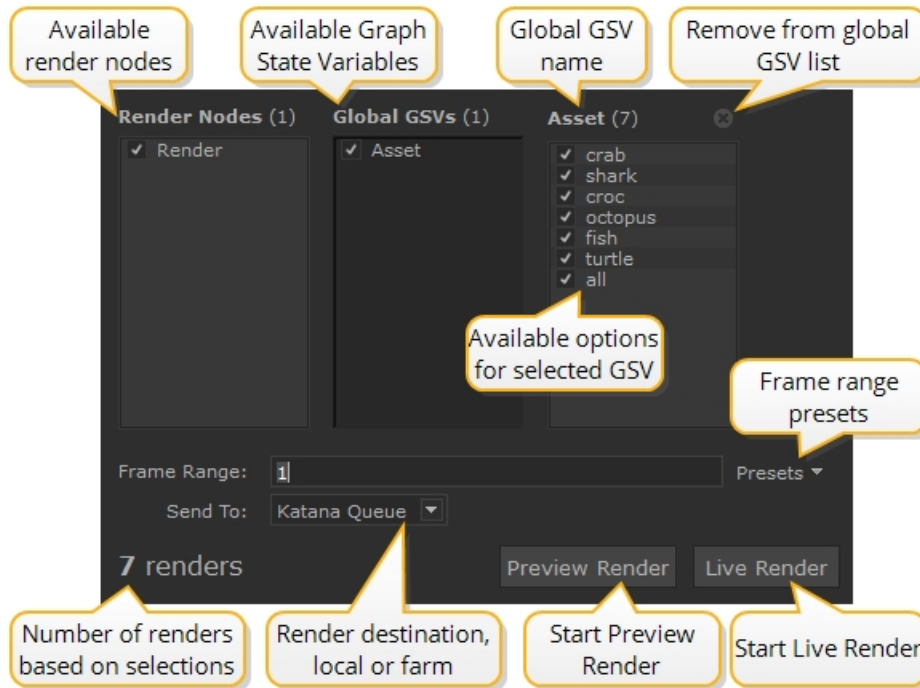 Available
render nodes
Available Graph
State Variables
Global GSV
name
Remove from global
GSV list
Render Nodes (1)
Global GSVs (1)
Asset (7)
Render
Asset
crab
shark
croc
octopus
fish
turtle
all
Available options
for selected GSV
Frame range
presets
Frame Range:
1
Presets
Send To:
Katana Queue
7 renders
Preview Render
Live Render
Number of renders
based on selections
Render destination,
local or farm
Start Preview
Render
Start Live Render